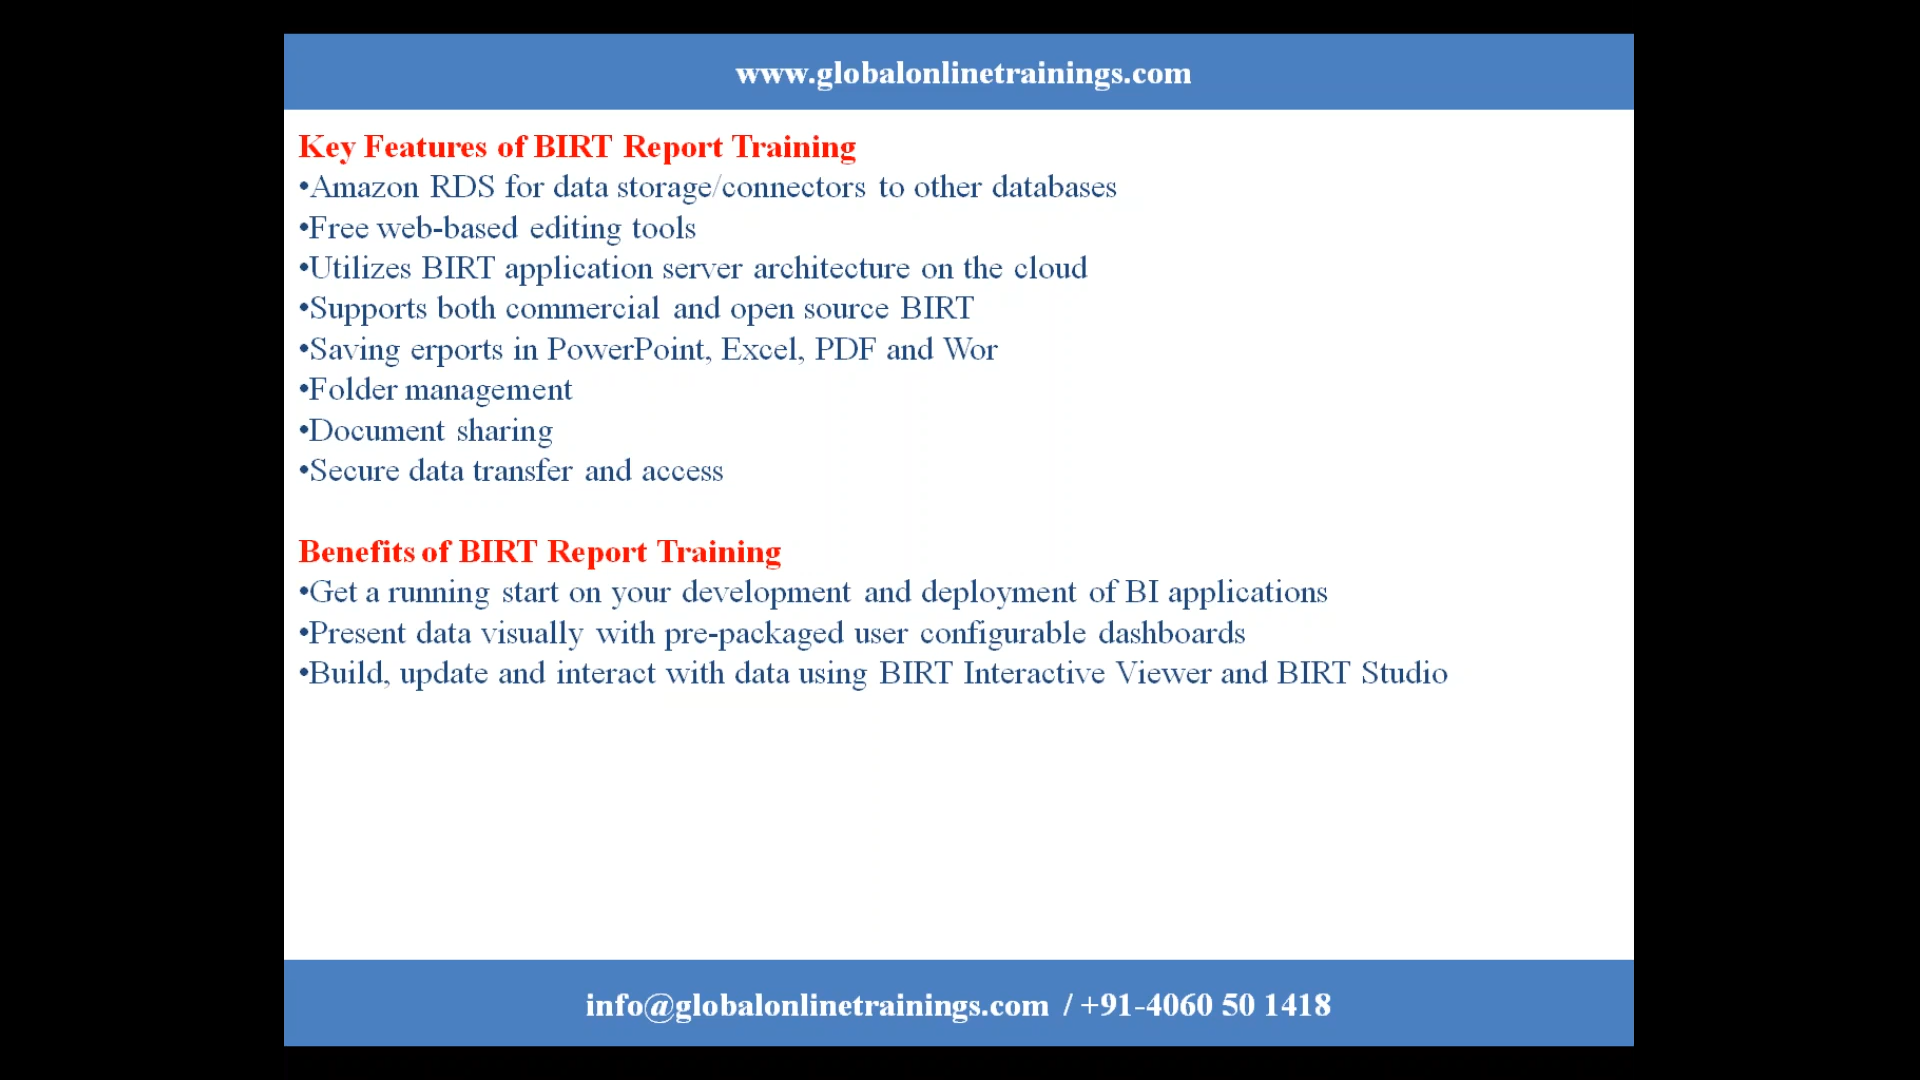 www.globalonlinetrainings.com
Key Features of BIRT Report Training
•Amazon RDS for data storage/connectors to other databases
•Free web-based editing tools
•Utilizes BIRT application server architecture on the cloud
•Supports both commercial and open source BIRT
•Saving erports in PowerPoint, Excel, PDF and Wor
•Folder management
•Document sharing
•Secure data transfer and access
Benefits of BIRT Report Training
•Get a running start on your development and deployment of BI applications
•Present data visually with pre-packaged user configurable dashboards
•Build, update and interact with data using BIRT Interactive Viewer and BIRT Studio
info@globalonlinetrainings.com / +91-4060 50 1418